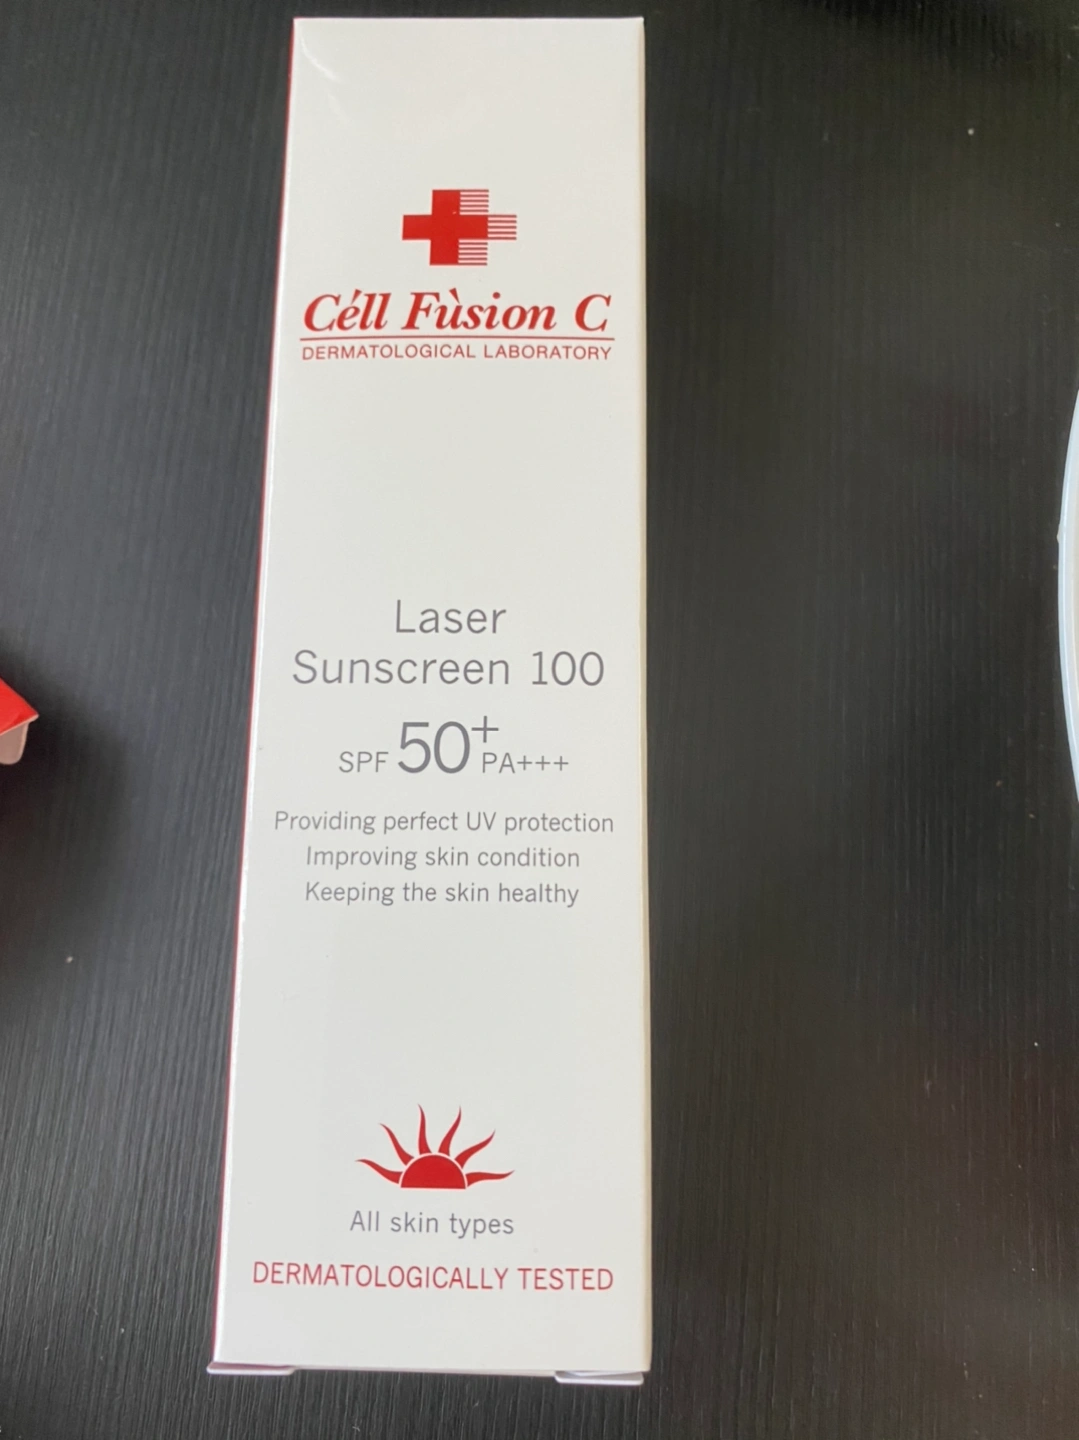 Céll Fùsion C
DERMATOLOGICAL LABORATORY
Laser
Sunscreen 100
SPF 50+ PA+++
Providing perfect UV protection
Improving skin condition
Keeping the skin healthy
All skin types
DERMATOLOGICALLY TESTED